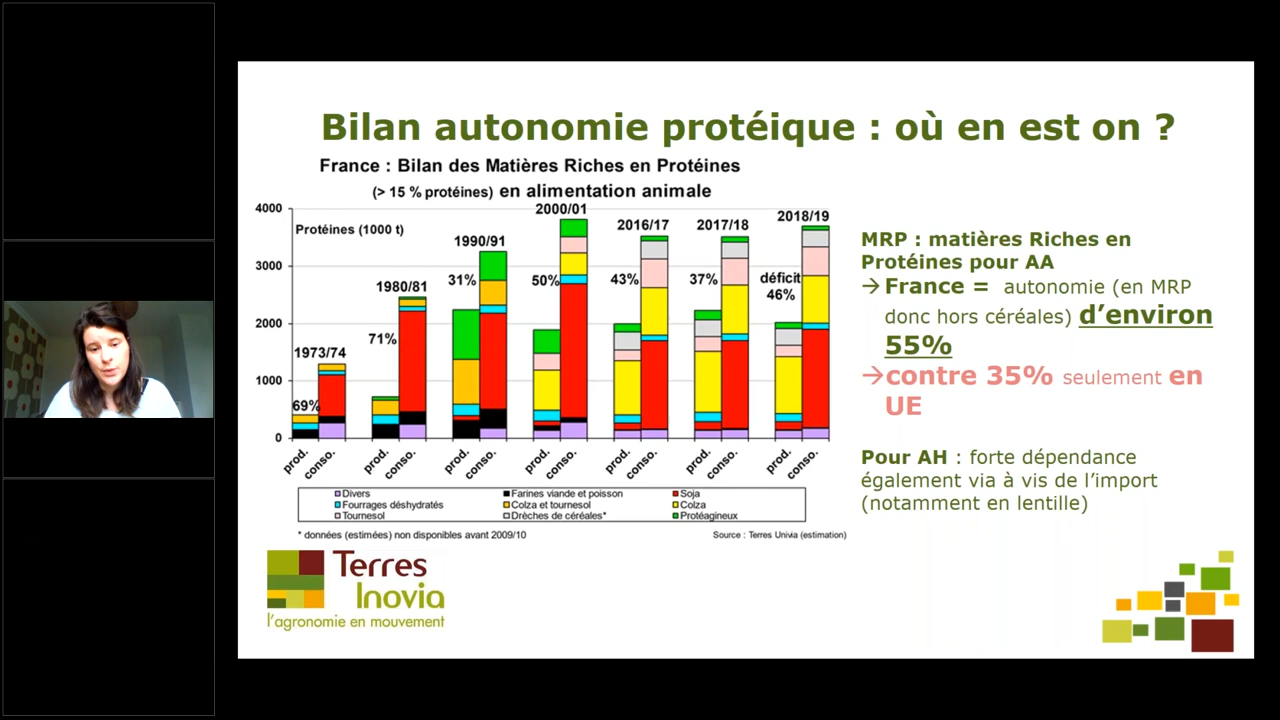 Bilan autonomie protéique : où en est on ?
France : Bilan des Matières Riches en Protéines
(> 15 % protéines) en alimentation animale
4000
3000
2000
1000
0
Protéines (1000 t)
1973/74
69%
1980/81
71%
1990/91
31%
2000/01
50%
2016/17
43%
2017/18
37%
2018/19
déficit
46%
prod. conso. prod. conso. prod. conso. prod. conso. prod. conso. prod. conso. prod. conso.
Divers Farines viande et poisson Soja
Fourrages déshydratés Colza et tournesol Colza
Tournesol Drèches de céréales* Protéagineux
* données (estimées) non disponibles avant 2009/10 Source : Terres Univia (estimation)
MRP : matières Riches en
Protéines pour AA
→ France = autonomie (en MRP
donc hors céréales) d’environ
55%
→contre 35% seulement en
UE
Pour AH : forte dépendance
également via à vis de l’import
(notamment en lentille)
Terres
Inovia
l’agronomie en mouvement